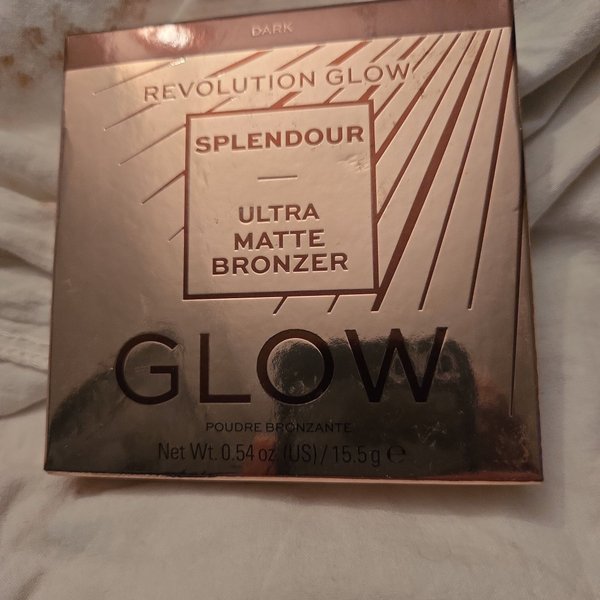 DARK
REVOLUTION GLOW
SPLENDOUR
ULTRA
MATTE
BRONZER
GLOW
POUDRE BRONZANTE
Net Wt. 0.54 oz. (US) / 15.5 g ℮